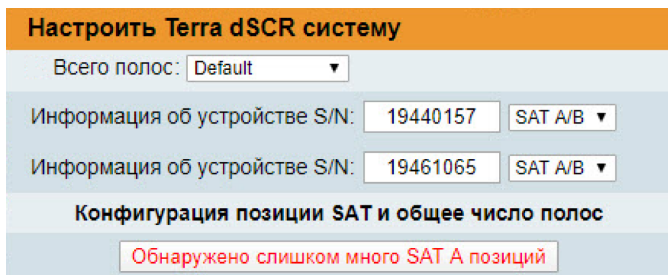 Настроить Terra dSCR систему
Всего полос: Default ▼
Информация об устройстве S/N: 19440157 SAT A/B ▼
Информация об устройстве S/N: 19461065 SAT A/B ▼
Конфигурация позиции SAT и общее число полос
Обнаружено слишком много SAT A позиций